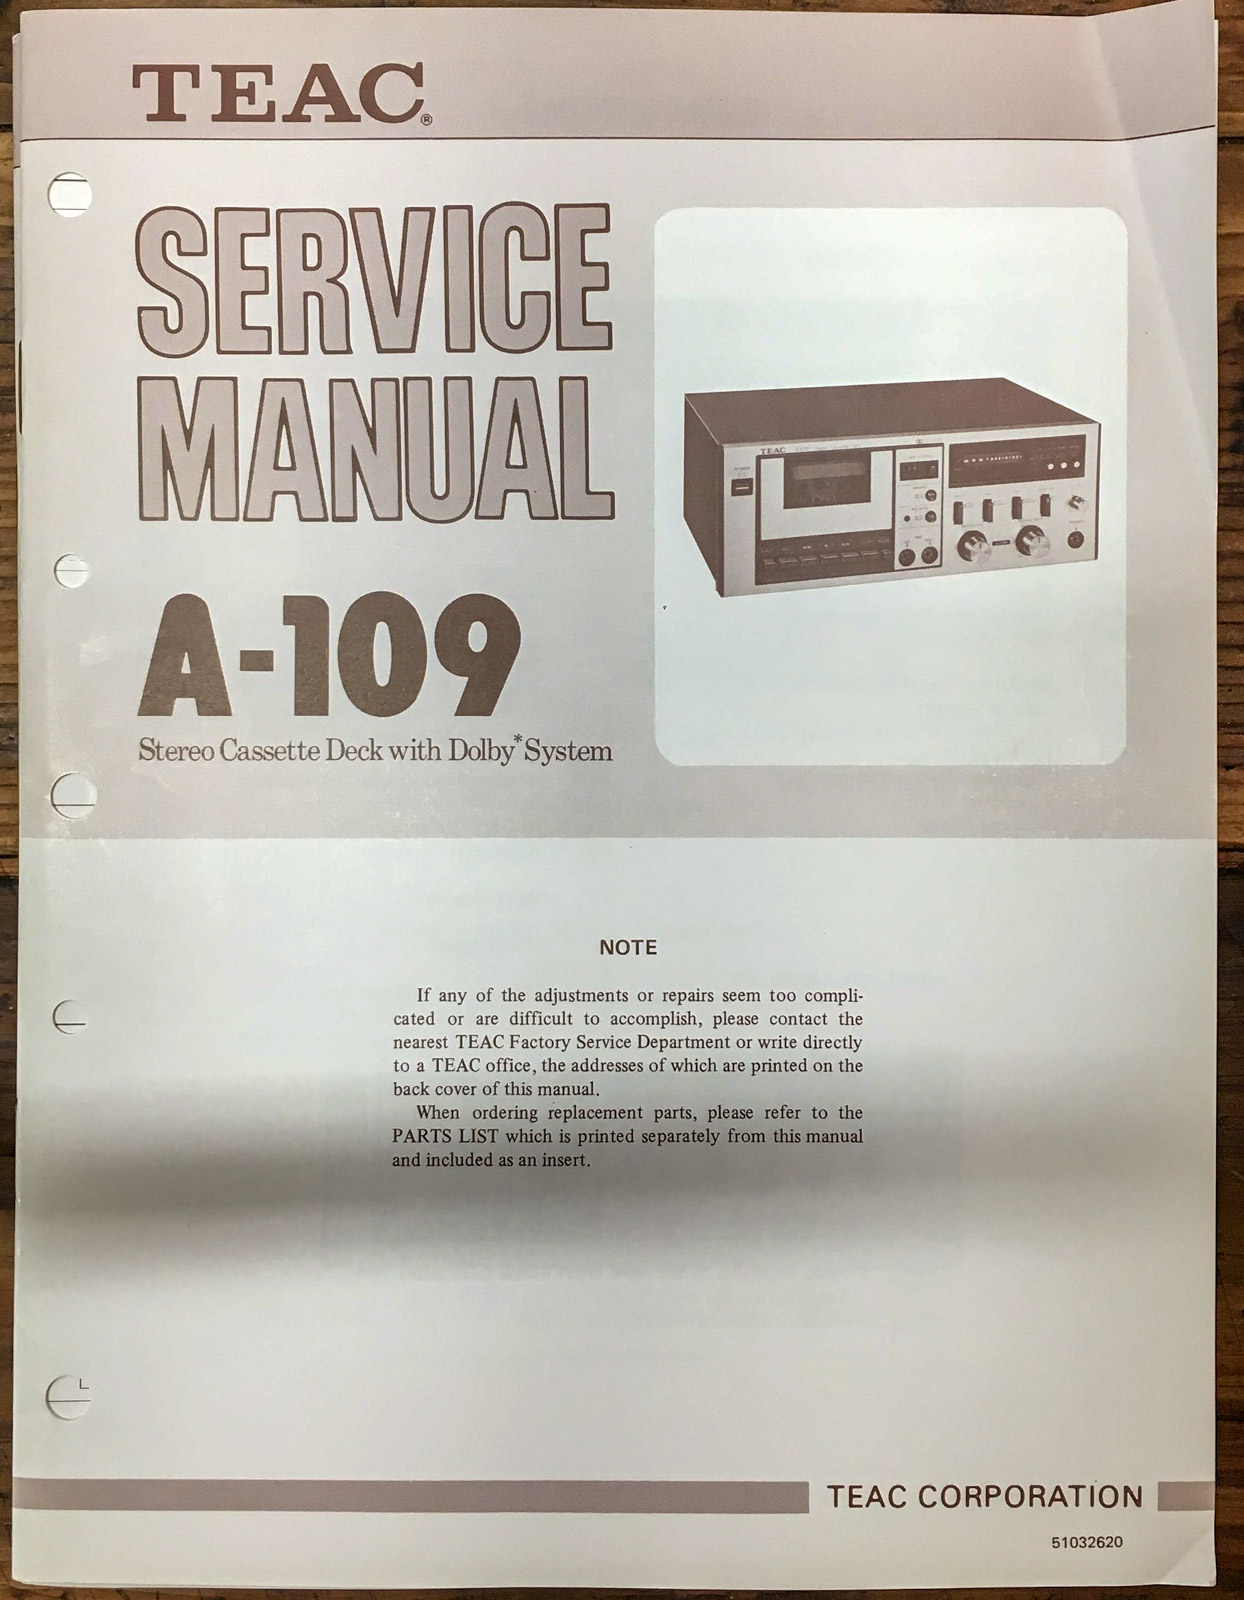 TEAC®
SERVICE
MANUAL
A-109
Stereo Cassette Deck with Dolby* System
TEAC
NOTE
If any of the adjustments or repairs seem too compli-
cated or are difficult to accomplish, please contact the
nearest TEAC Factory Service Department or write directly
to a TEAC office, the addresses of which are printed on the
back cover of this manual.
When ordering replacement parts, please refer to the
PARTS LIST which is printed separately from this manual
and included as an insert.
L
TEAC CORPORATION
51032620